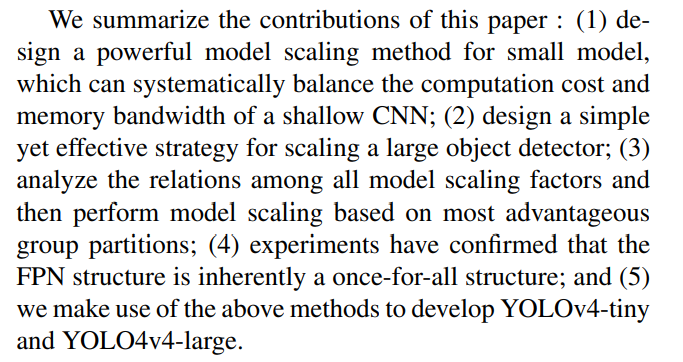 We summarize the contributions of this paper : (1) de-
sign a powerful model scaling method for small model,
which can systematically balance the computation cost and
memory bandwidth of a shallow CNN; (2) design a simple
yet effective strategy for scaling a large object detector; (3)
analyze the relations among all model scaling factors and
then perform model scaling based on most advantageous
group partitions; (4) experiments have confirmed that the
FPN structure is inherently a once-for-all structure; and (5)
we make use of the above methods to develop YOLOv4-tiny
and YOLO4v4-large.